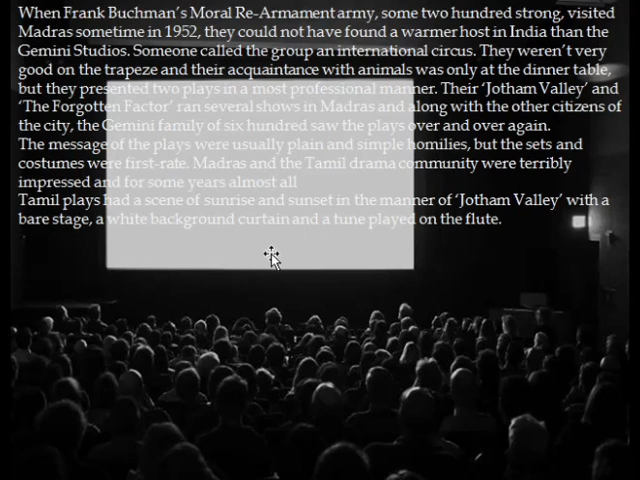 When Frank Buchman's Moral Re-Armament army, some two hundred strong, visited
Madras sometime in 1952, they could not have found a warmer host in India than the
Gemini Studios. Someone called the group an international circus. They weren't very
good on the trapeze and their acquaintance with animals was only at the dinner table,
but they presented two plays in a most professional manner. Their 'Jotham Valley' and
'The Forgotten Factor' ran several shows in Madras and along with the other citizens of
the city, the Gemini family of six hundred saw the plays over and over again.
The message of the plays were usually plain and simple homilies, but the sets and
costumes were first-rate. Madras and the Tamil drama community were terribly
impressed and for some years almost all
Tamil plays had a scene of sunrise and sunset in the manner of 'Jotham Valley' with a
bare stage, a white background curtain and a tune played on the flute.